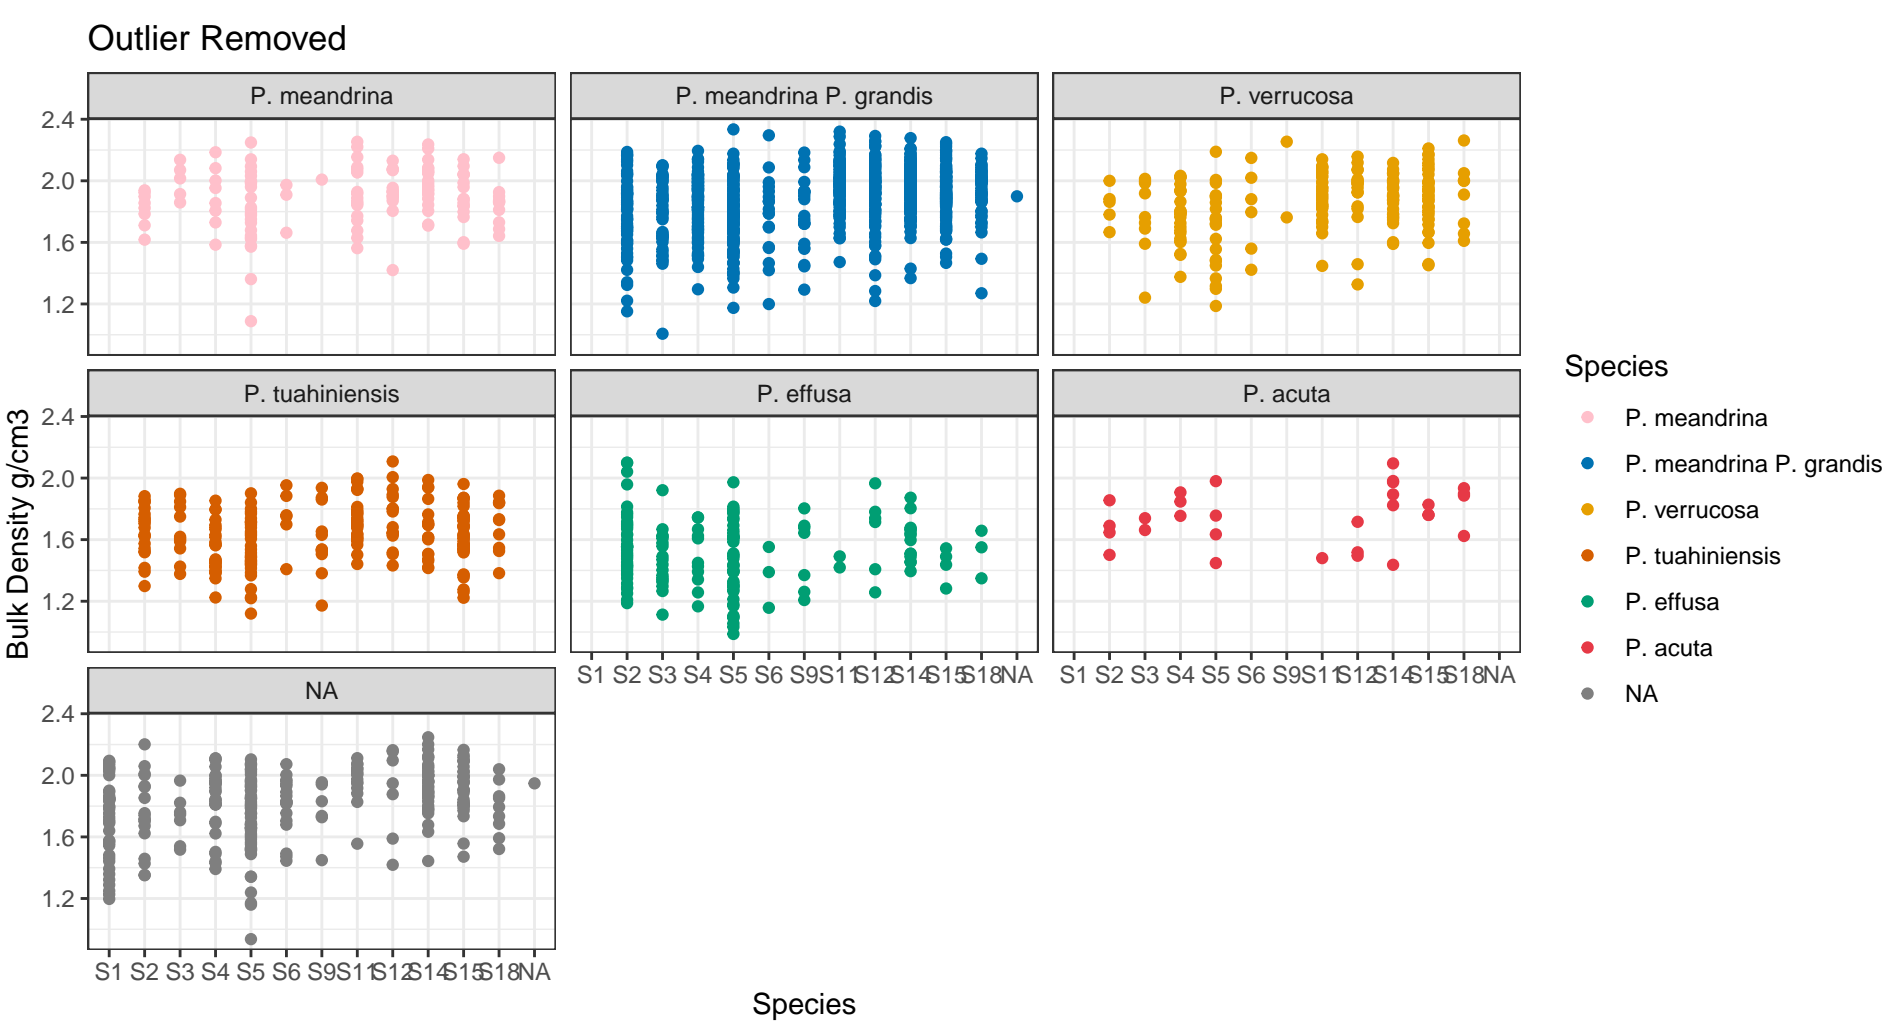 Outlier Removed
P. meandrina
P. meandrina P. grandis
P. verrucosa
2.4
2.0
1.6
1.2
P. tuahiniensis
P. effusa
P. acuta
2.4
2.0
1.6
1.2
S1 S2 S3 S4 S5 S6 S9 S11 S12 S14 S15 S18 NA
S1 S2 S3 S4 S5 S6 S9 S11 S12 S14 S15 S18 NA
NA
2.4
2.0
1.6
1.2
S1 S2 S3 S4 S5 S6 S9 S11 S12 S14 S15 S18 NA
Species
Bulk Density g/cm3
Species
P. meandrina
P. meandrina P. grandis
P. verrucosa
P. tuahiniensis
P. effusa
P. acuta
NA